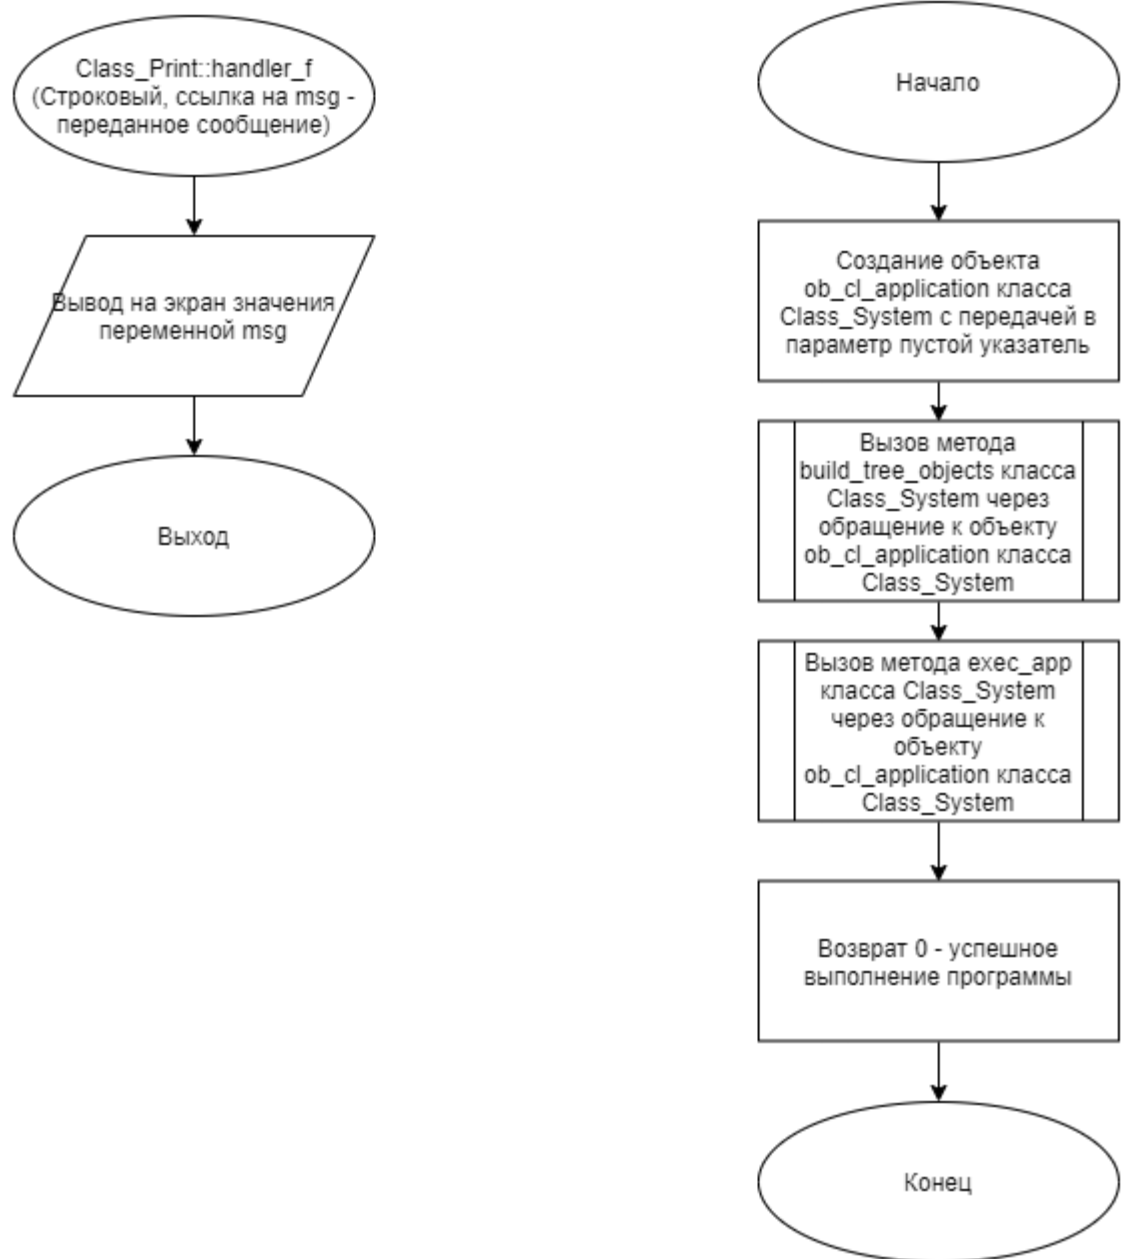 Class_Print::handler_f
(Строковый, ссылка на msg -
переданное сообщение)
Вывод на экран значения
переменной msg
Выход
Начало
Создание объекта
ob_cl_application класса
Class_System с передачей в
параметр пустой указатель
Вызов метода
build_tree_objects класса
Class_System через
обращение к объекту
ob_cl_application класса
Class_System
Вызов метода exec_app
класса Class_System
через обращение к
объекту
ob_cl_application класса
Class_System
Возврат 0 - успешное
выполнение программы
Конец